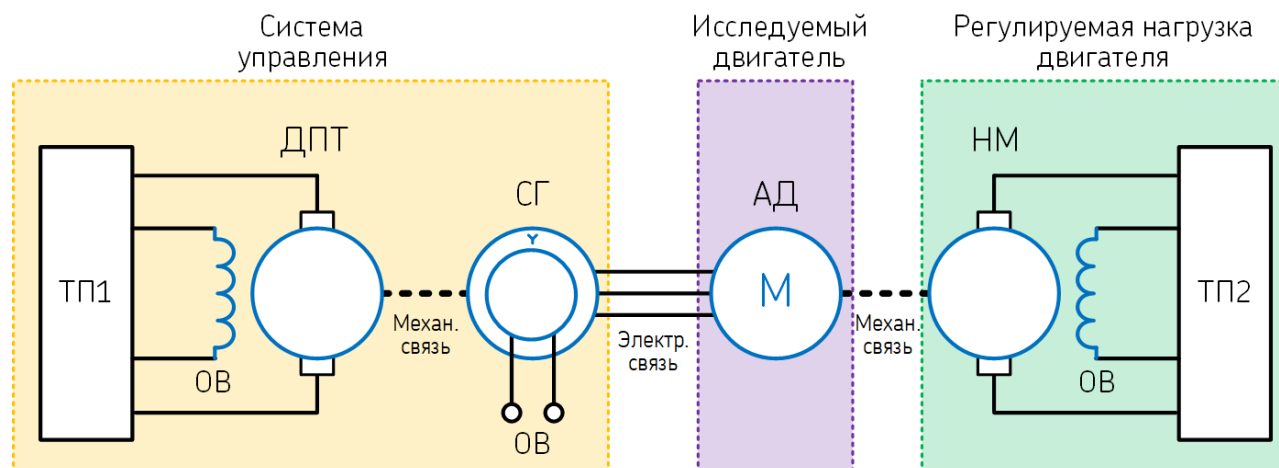 Система
управления
Исследуемый
двигатель
Регулируемая нагрузка
двигателя
ДПТ
СГ
АД
НМ
ТП1
Y
М
ТП2
Механ.
связь
Электр.
связь
Механ.
связь
ОВ
ОВ
ОВ